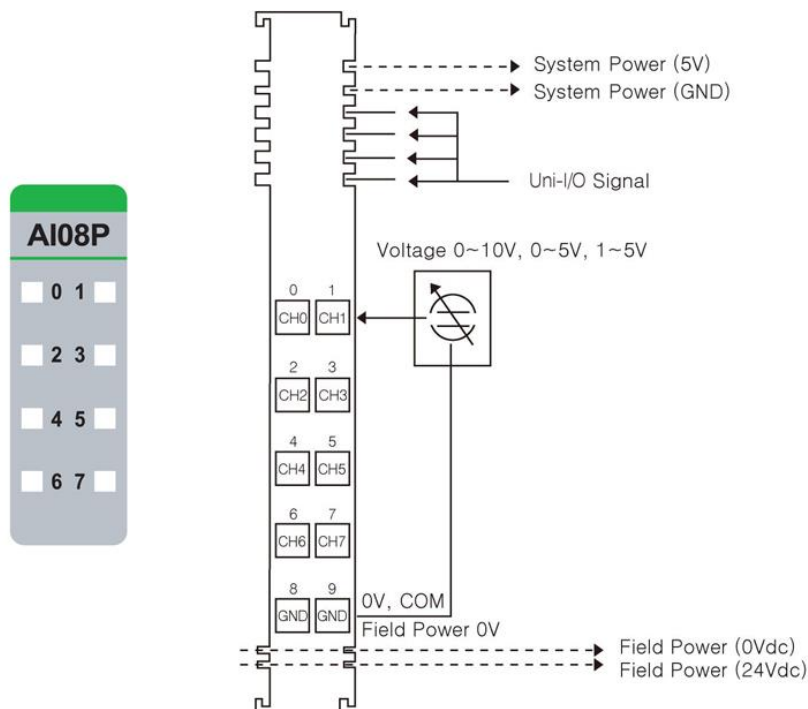 System Power (5V)
System Power (GND)
Uni-I/O Signal
AI08P
0 1
2 3
4 5
6 7
Voltage 0~10V, 0~5V, 1~5V
0 1
CH0 CH1
2 3
CH2 CH3
4 5
CH4 CH5
6 7
CH6 CH7
8 9
GND GND
0V, COM
Field Power 0V
Field Power (0Vdc)
Field Power (24Vdc)